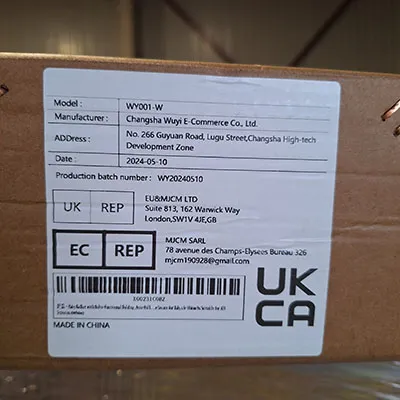 Model : WY001-W
Manufacturer : Changsha Wuyi E-Commerce Co., Ltd.
ADDress : No. 266 Guyuan Road, Lugu Street,Changsha High-tech
Development Zone
Date : 2024-05-10
Production batch number : WY20240510
UK REP
EU&MJCM LTD
Suite 813, 162 Warwick Way
London,SW1V 4JE,GB
EC REP
MJCM SARL
78 avenue des Champs-Elysees Bureau 326
mjcm190928@gmail.com
UK
CA
MADE IN CHINA